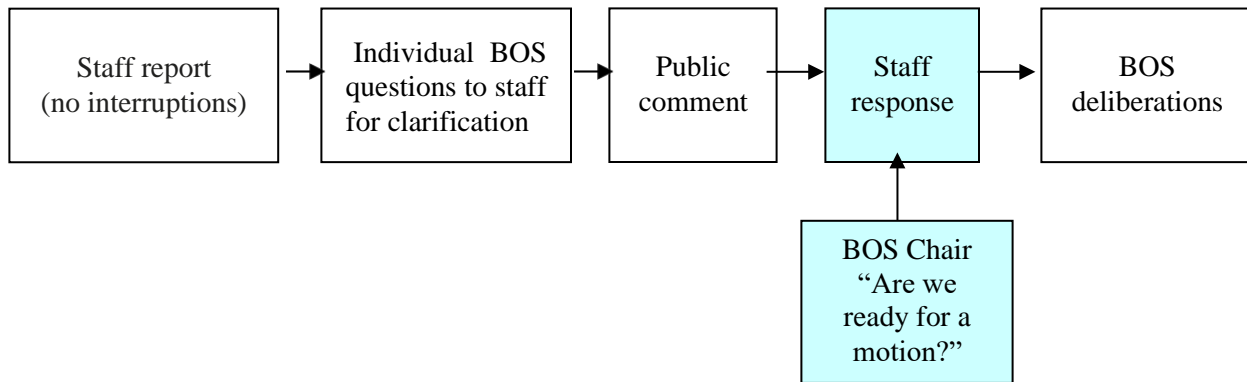 Staff report
(no interruptions)
Individual BOS
questions to staff
for clarification
Public
comment
Staff
response
BOS
deliberations
BOS Chair
“Are we
ready for a
motion?”